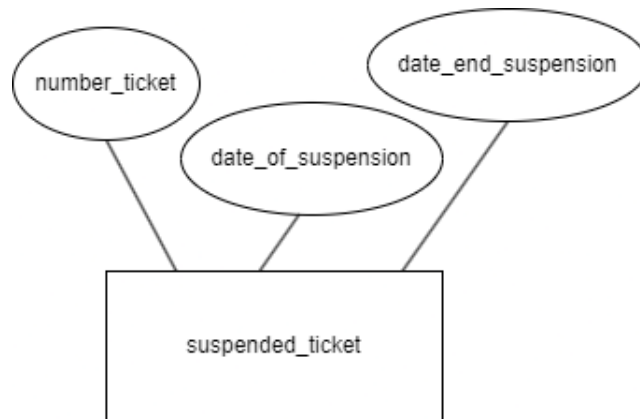 number_ticket
date_end_suspension
date_of_suspension
suspended_ticket